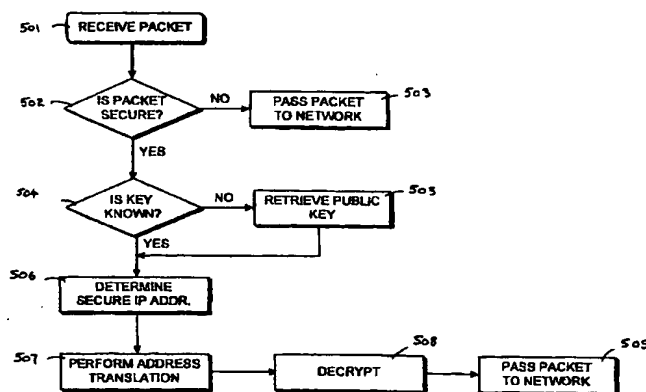 501
RECEIVE PACKET
502
IS PACKET
SECURE?
NO
PASS PACKET
TO NETWORK
503
YES
504
IS KEY
KNOWN?
NO
RETRIEVE PUBLIC
KEY
503
YES
506
DETERMINE
SECURE IP ADDR.
507
PERFORM ADDRESS
TRANSLATION
508
DECRYPT
509
PASS PACKET
TO NETWORK